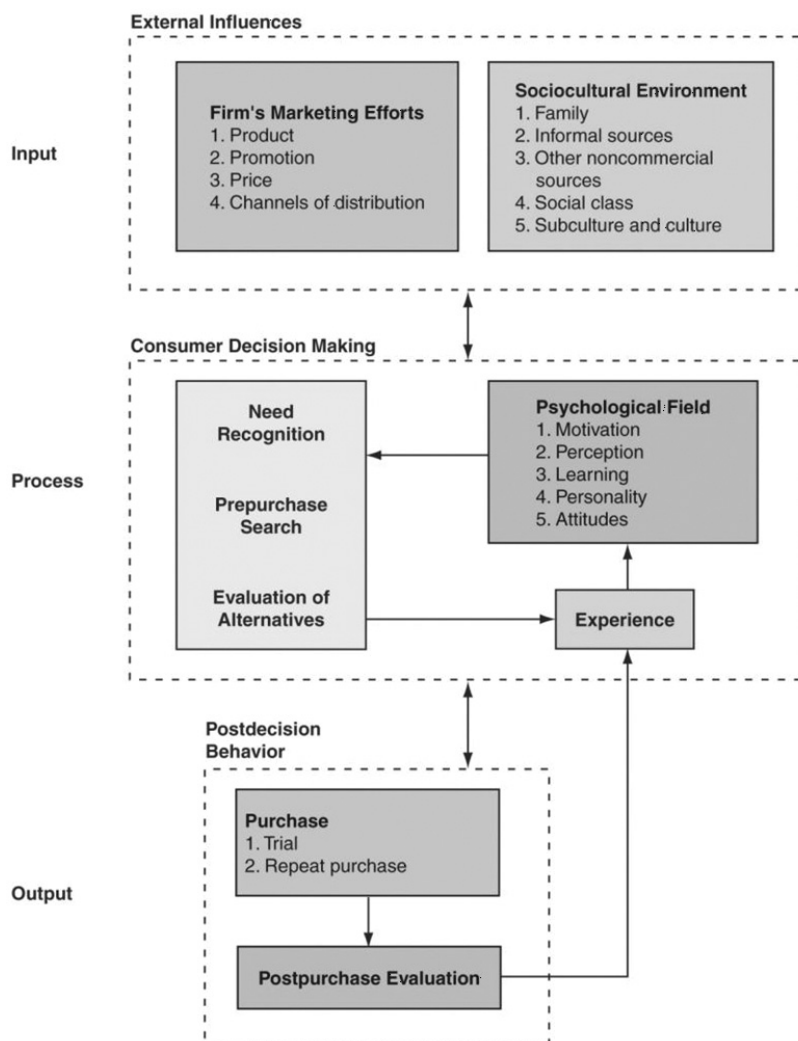 External Influences
Input
Firm's Marketing Efforts
1. Product
2. Promotion
3. Price
4. Channels of distribution
Sociocultural Environment
1. Family
2. Informal sources
3. Other noncommercial
sources
4. Social class
5. Subculture and culture
Consumer Decision Making
Process
Need
Recognition
Prepurchase
Search
Evaluation of
Alternatives
Psychological Field
1. Motivation
2. Perception
3. Learning
4. Personality
5. Attitudes
Experience
Postdecision
Behavior
Output
Purchase
1. Trial
2. Repeat purchase
Postpurchase Evaluation